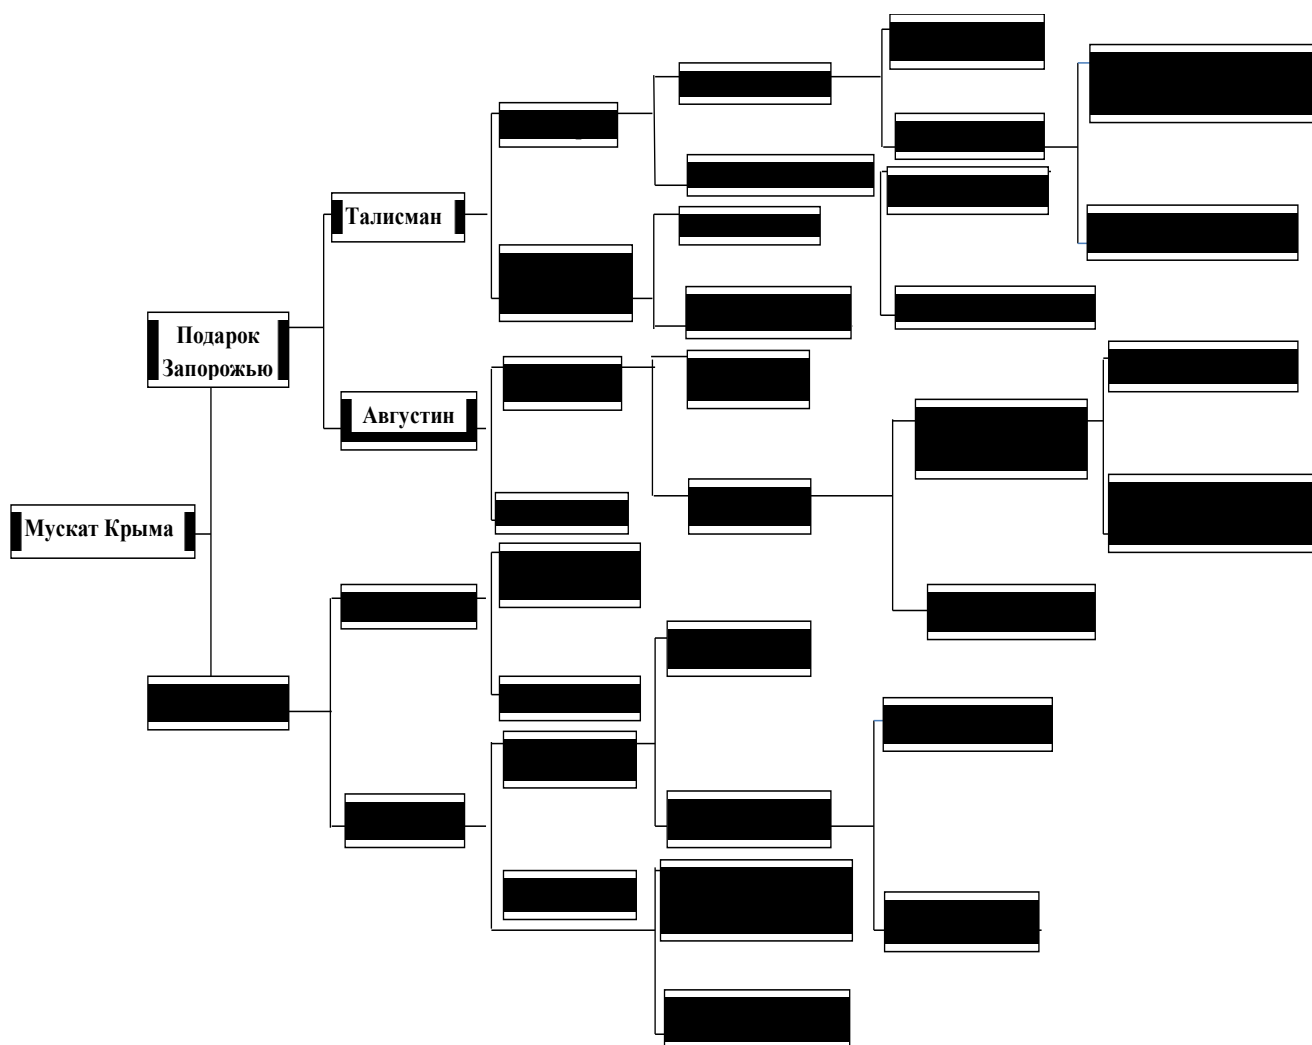 Талисман
Подарок
Запорожью
Августин
Мускат Крыма